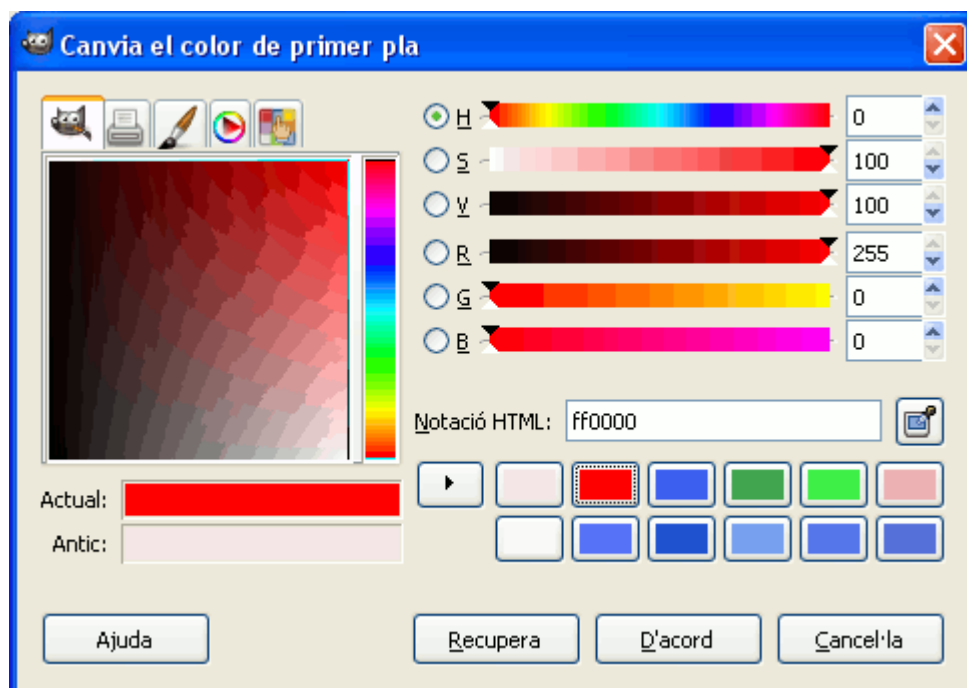 Canvia el color de primer pla
H 0
S 100
V 100
R 255
G 0
B 0
Notació HTML: ff0000
Actual:
Antic:
Ajuda Recupera D'acord Cancel·la